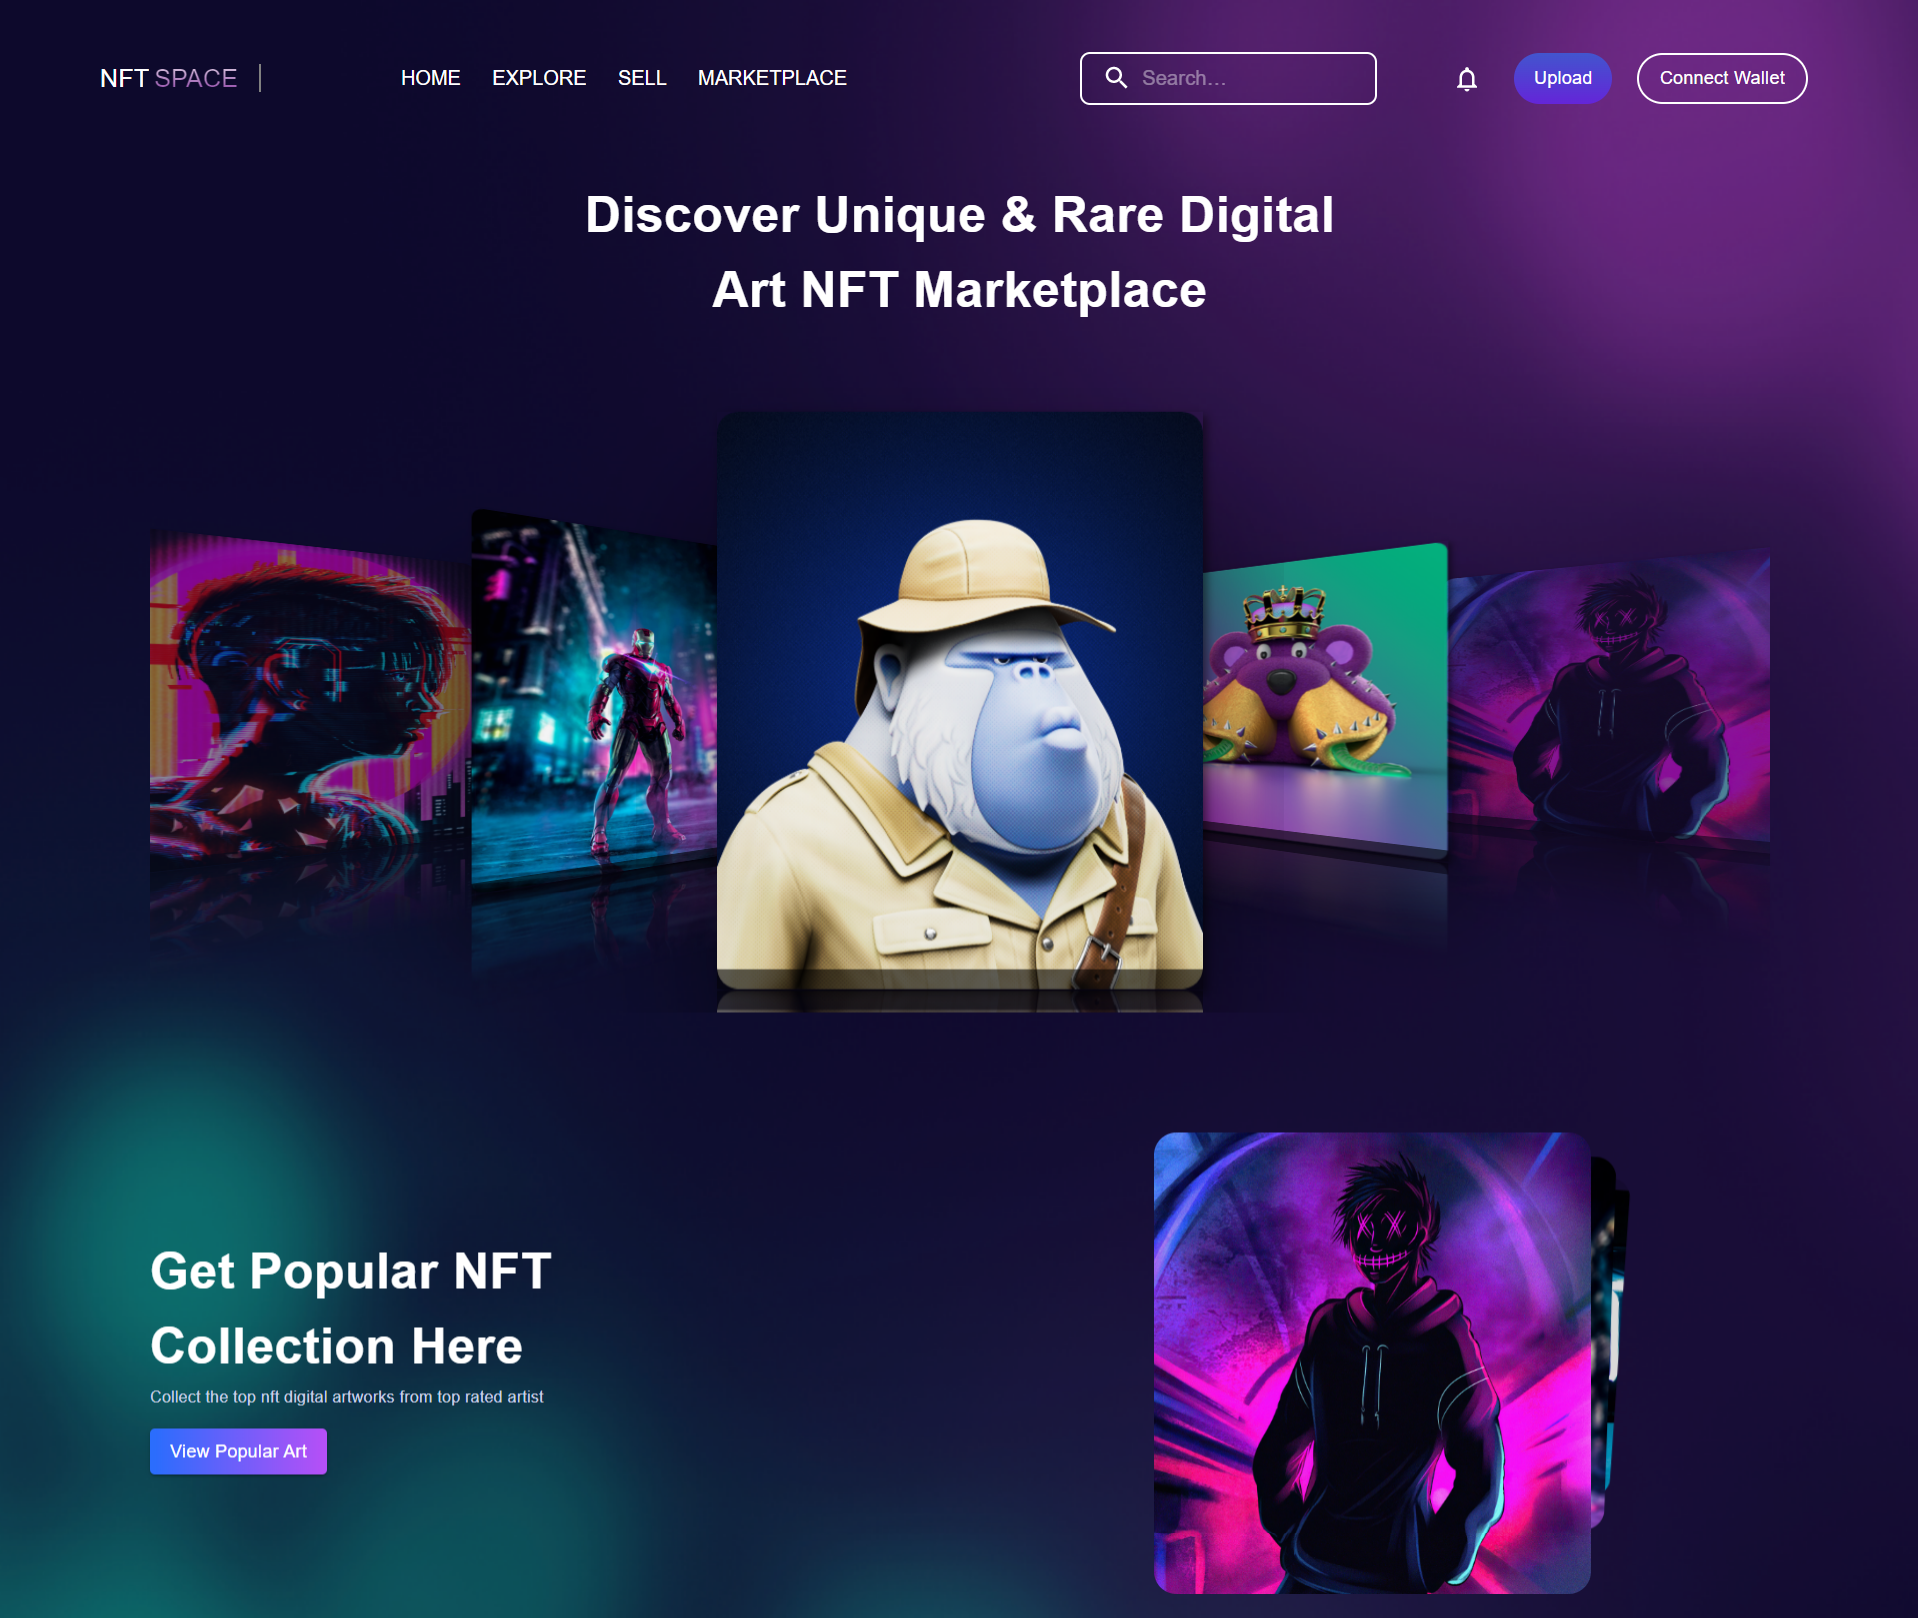 NFT SPACE
HOME EXPLORE SELL MARKETPLACE
Search...
Upload
Connect Wallet
Discover Unique & Rare Digital
Art NFT Marketplace
Get Popular NFT
Collection Here
Collect the top nft digital artworks from top rated artist
View Popular Art